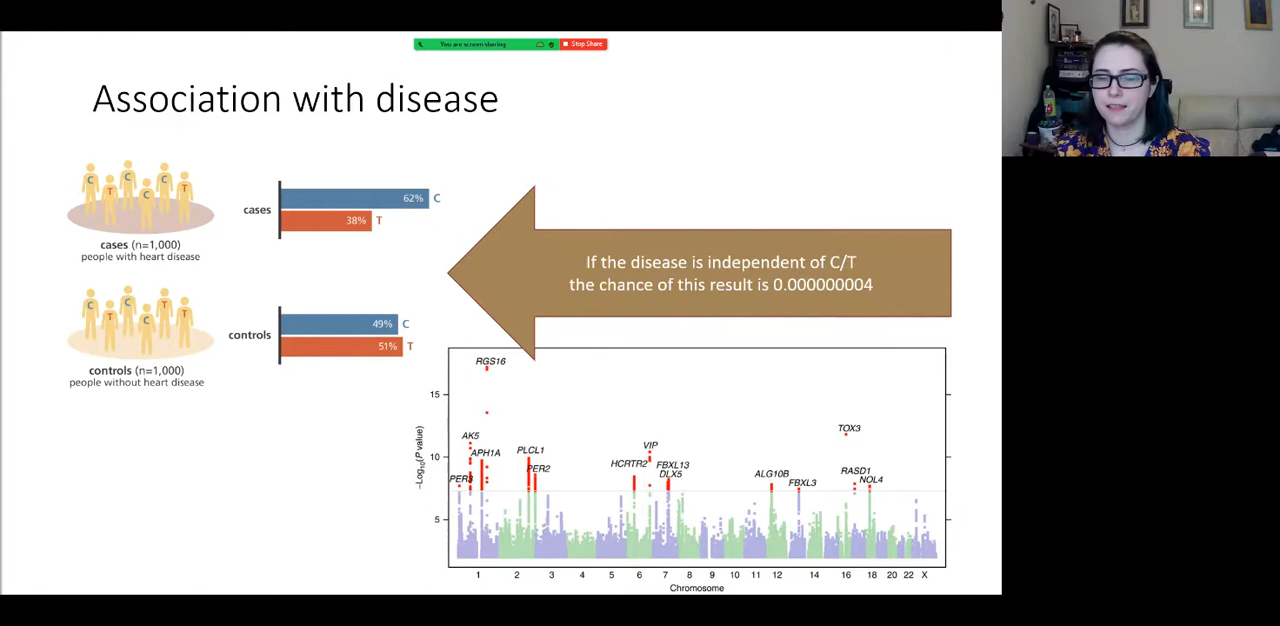 You are screen sharing
Stop Share
Association with disease
C
T
C
C
C
T
cases (n=1,000)
people with heart disease
cases
62% C
38% T
C
T
C
C
T
T
controls (n=1,000)
people without heart disease
controls
49% C
51% T
If the disease is independent of C/T
the chance of this result is 0.000000004
-Log10(P value)
15
10
5
RGS16
AK5
APH1A
PER3
PLCL1
PER2
HCRTR2
VIP
FBXL13
DLX5
ALG10B
FBXL3
TOX3
RASD1
NOL4
1 2 3 4 5 6 7 8 9 10 11 12 14 16 18 20 22 X
Chromosome